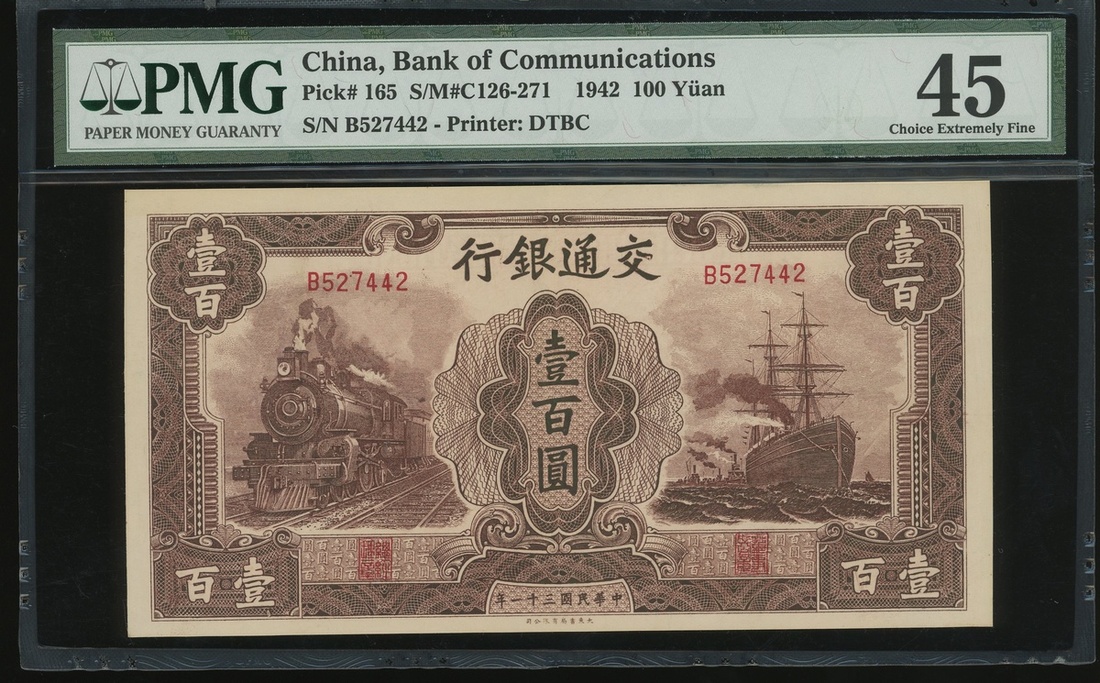 PMG
PAPER MONEY GUARANTY
China, Bank of Communications
Pick# 165 S/M#C126-271 1942 100 Yüan
S/N B527442 - Printer: DTBC
45
Choice Extremely Fine
行銀通交
壹百
壹百
B527442
B527442
壹百圓
百壹
百壹
年一十三國民華中